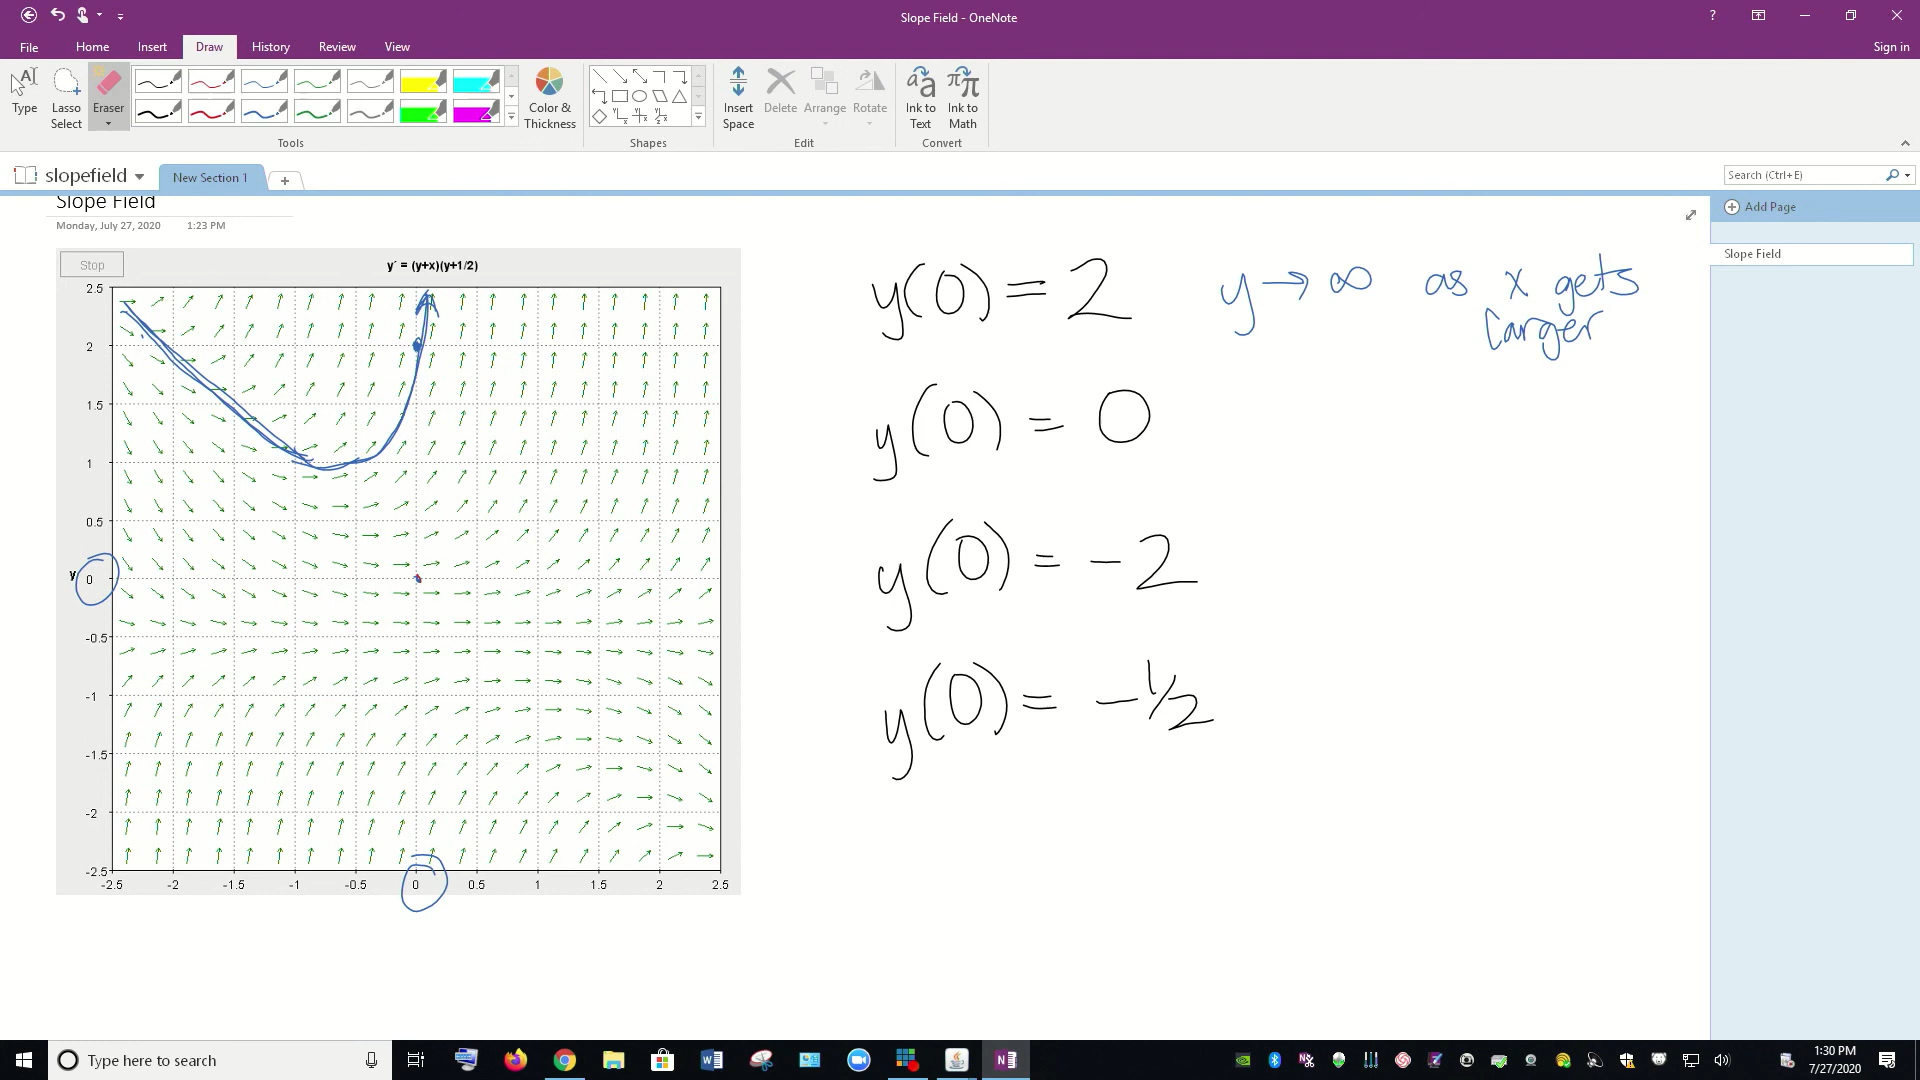 Slope Field - OneNote
?
File Home Insert Draw History Review View
Sign in
Type
Lasso Select
Eraser
Color & Thickness
Insert Space
Delete
Arrange
Rotate
Ink to Text
Ink to Math
Tools Shapes Edit Convert
slopefield
New Section 1
Search (Ctrl+E)
Slope Field
Monday, July 27, 2020 1:23 PM
Add Page
Slope Field
Stop
y´ = (y+x)(y+1/2)
2.5
2
1.5
1
0.5
y 0
-0.5
-1
-1.5
-2
-2.5
-2.5 -2 -1.5 -1 -0.5 0 0.5 1 1.5 2 2.5
y(0) = 2 y → ∞ as x gets
larger
y(0) = 0
y(0) = -2
y(0) = -1/2
Type here to search
1:30 PM
7/27/2020